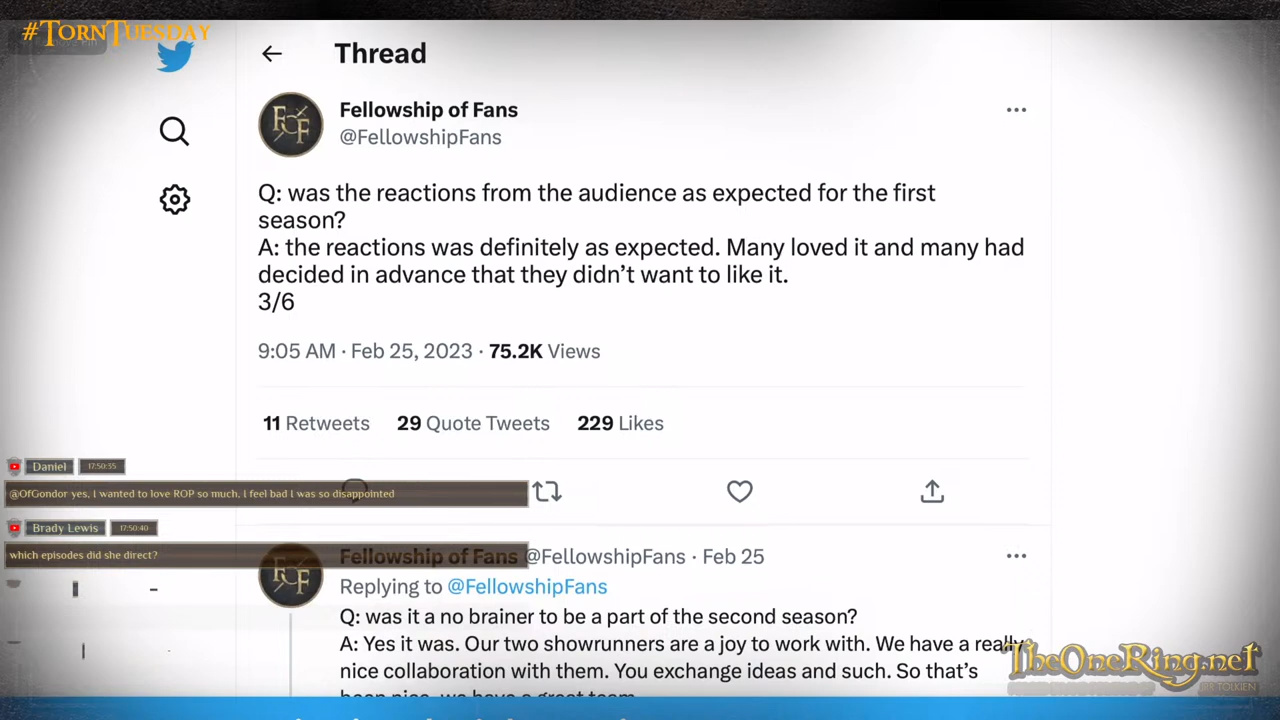 #TornTuesday
Thread
Fellowship of Fans
@FellowshipFans
Q: was the reactions from the audience as expected for the first
season?
A: the reactions was definitely as expected. Many loved it and many had
decided in advance that they didn’t want to like it.
3/6
9:05 AM · Feb 25, 2023 · 75.2K Views
11 Retweets 29 Quote Tweets 229 Likes
Daniel 17:50:35
@OfGondor yes, I wanted to love ROP so much, I feel bad I was so disappointed
Brady Lewis 17:50:40
which episodes did she direct?
Fellowship of Fans @FellowshipFans · Feb 25
Replying to @FellowshipFans
Q: was it a no brainer to be a part of the second season?
A: Yes it was. Our two showrunners are a joy to work with. We have a really
nice collaboration with them. You exchange ideas and such. So that’s
been nice, we have a great team
TheOneRing.net